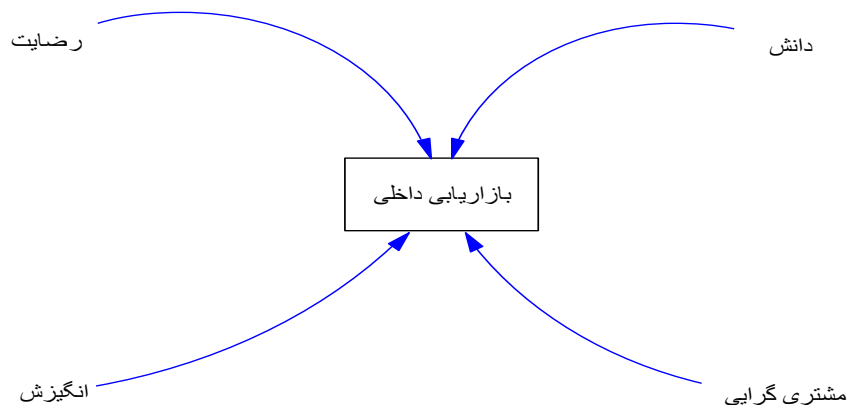 دانش
رضایت
بازاریابی داخلی
مشتری گرایی
انگیزش